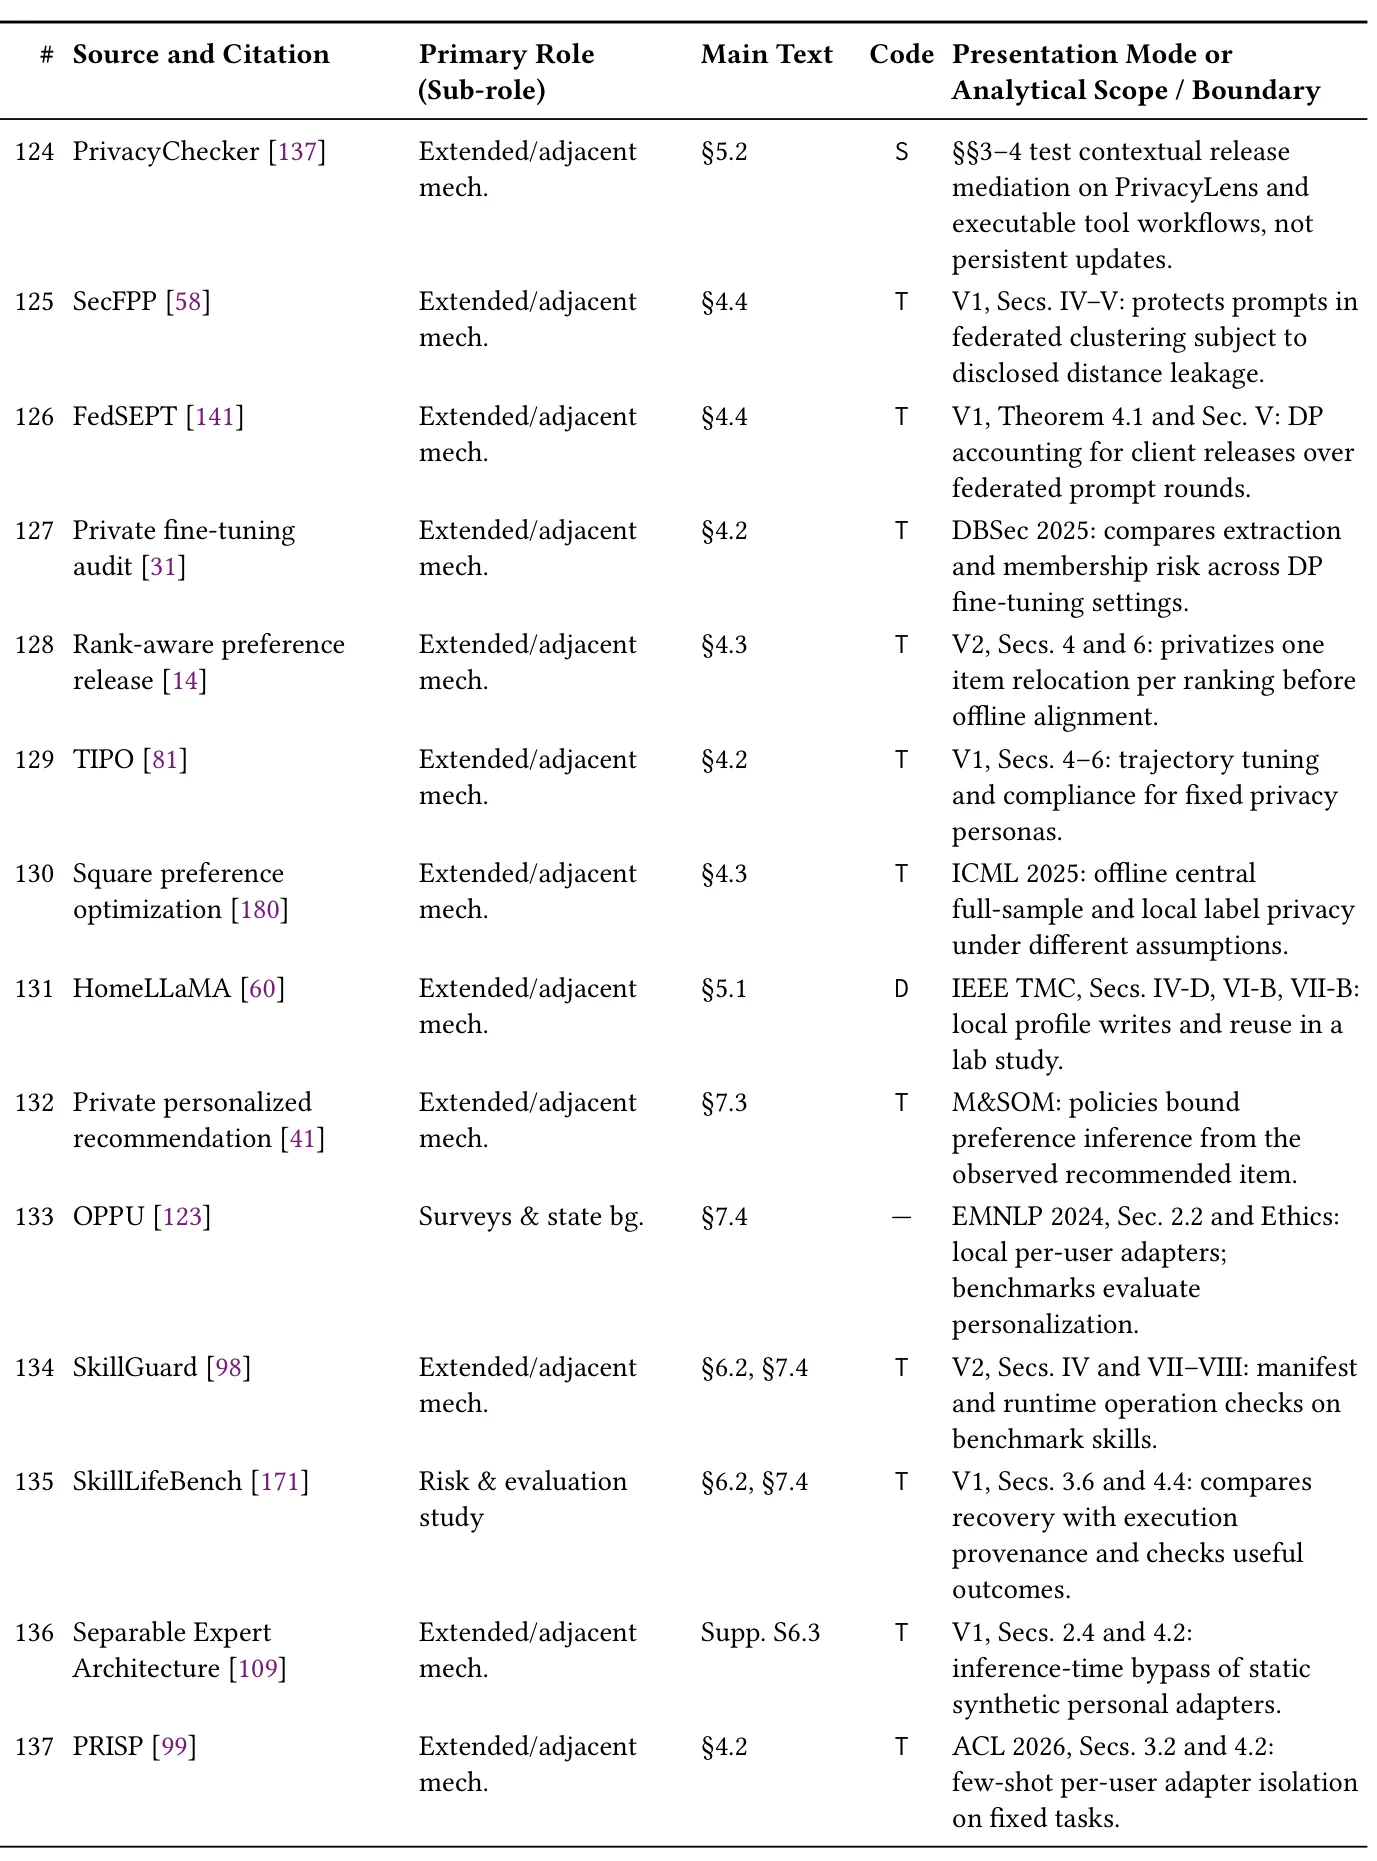 # Source and Citation Primary Role Main Text Code Presentation Mode or
(Sub-role) Analytical Scope / Boundary
124 PrivacyChecker [137] Extended/adjacent §5.2 S §§3–4 test contextual release
mech. mediation on PrivacyLens and
executable tool workflows, not
persistent updates.
125 SecFPP [58] Extended/adjacent §4.4 T V1, Secs. IV–V: protects prompts in
mech. federated clustering subject to
disclosed distance leakage.
126 FedSEPT [141] Extended/adjacent §4.4 T V1, Theorem 4.1 and Sec. V: DP
mech. accounting for client releases over
federated prompt rounds.
127 Private fine-tuning Extended/adjacent §4.2 T DBSec 2025: compares extraction
audit [31] mech. and membership risk across DP
fine-tuning settings.
128 Rank-aware preference Extended/adjacent §4.3 T V2, Secs. 4 and 6: privatizes one
release [14] mech. item relocation per ranking before
offline alignment.
129 TIPO [81] Extended/adjacent §4.2 T V1, Secs. 4–6: trajectory tuning
mech. and compliance for fixed privacy
personas.
130 Square preference Extended/adjacent §4.3 T ICML 2025: offline central
optimization [180] mech. full-sample and local label privacy
under different assumptions.
131 HomeLLaMA [60] Extended/adjacent §5.1 D IEEE TMC, Secs. IV-D, VI-B, VII-B:
mech. local profile writes and reuse in a
lab study.
132 Private personalized Extended/adjacent §7.3 T M&SOM: policies bound
recommendation [41] mech. preference inference from the
observed recommended item.
133 OPPU [123] Surveys & state bg. §7.4 — EMNLP 2024, Sec. 2.2 and Ethics:
local per-user adapters;
benchmarks evaluate
personalization.
134 SkillGuard [98] Extended/adjacent §6.2, §7.4 T V2, Secs. IV and VII–VIII: manifest
mech. and runtime operation checks on
benchmark skills.
135 SkillLifeBench [171] Risk & evaluation §6.2, §7.4 T V1, Secs. 3.6 and 4.4: compares
study recovery with execution
provenance and checks useful
outcomes.
136 Separable Expert Extended/adjacent Supp. S6.3 T V1, Secs. 2.4 and 4.2:
Architecture [109] mech. inference-time bypass of static
synthetic personal adapters.
137 PRISP [99] Extended/adjacent §4.2 T ACL 2026, Secs. 3.2 and 4.2:
mech. few-shot per-user adapter isolation
on fixed tasks.